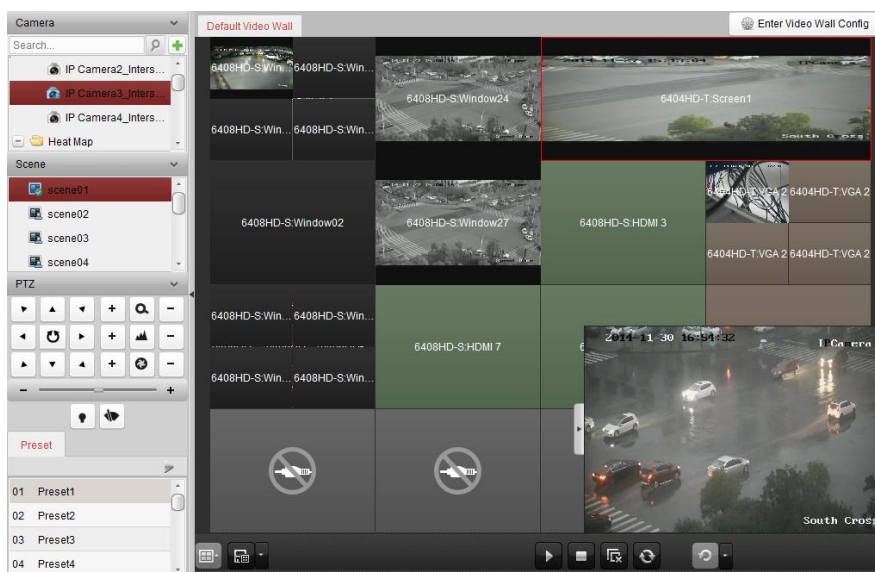 Camera
Search...
IP Camera2_Inters...
IP Camera3_Inters...
IP Camera4_Inters...
Heat Map
Scene
scene01
scene02
scene03
scene04
PTZ
Preset
01 Preset1
02 Preset2
03 Preset3
04 Preset4
Default Video Wall
Enter Video Wall Config
6408HD-S:Win... 6408HD-S:Win...
6408HD-S:Window24
6404HD-T:Screen1
South Cross
6408HD-S:Win... 6408HD-S:Win...
6408HD-S:Window02
6408HD-S:Window27
6408HD-S:HDMI 3
6404HD-T:VGA 2 6404HD-T:VGA 2
6404HD-T:VGA 2 6404HD-T:VGA 2
6408HD-S:Win... 6408HD-S:Win...
6408HD-S:HDMI 7
6408HD-S:Win... 6408HD-S:Win...
2014-11-30 16:54:32
IPCamera
South Cross